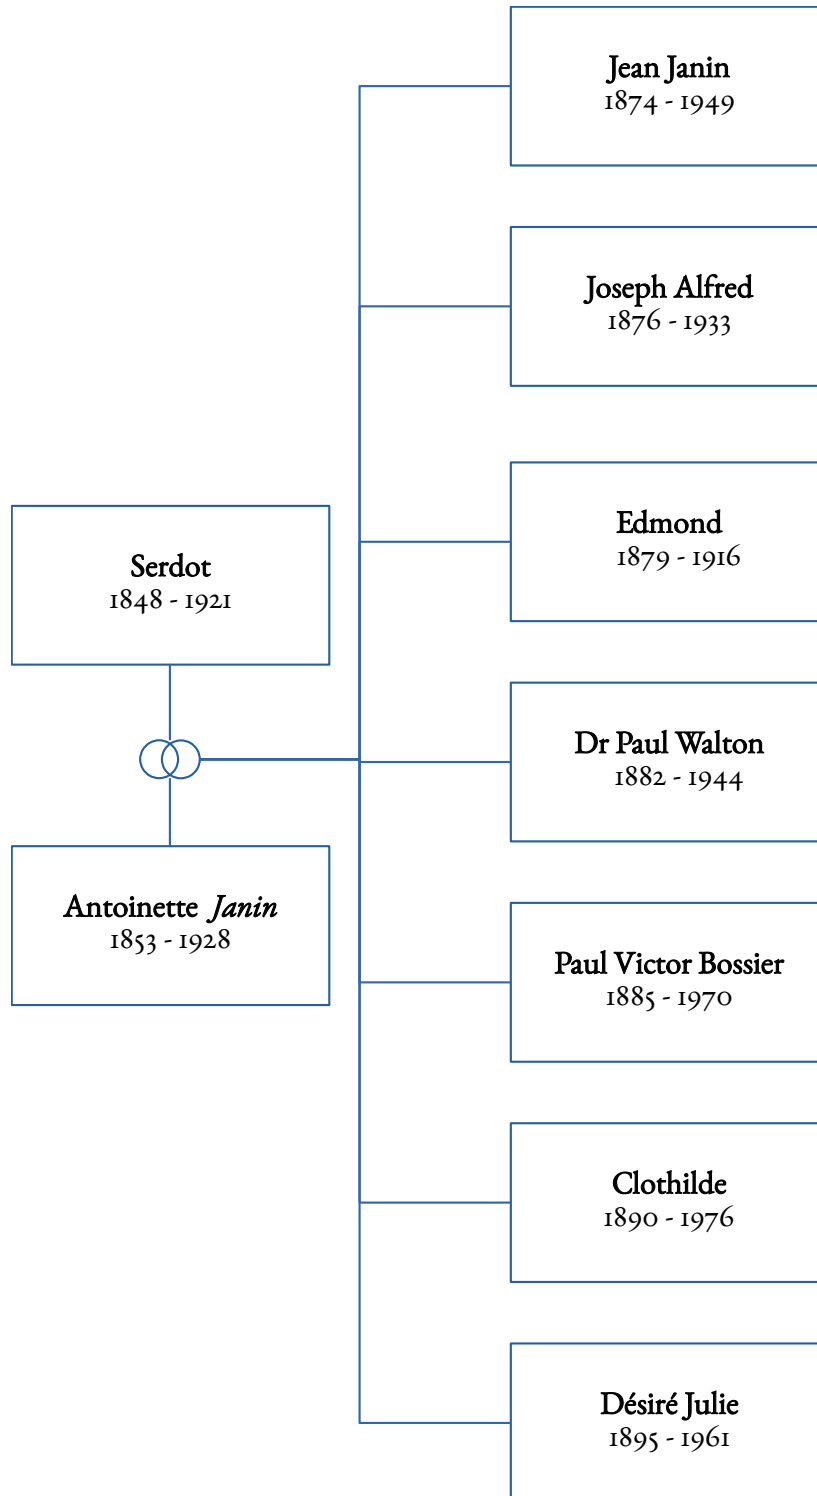 Jean Janin
1874 - 1949
Joseph Alfred
1876 - 1933
Edmond
1879 - 1916
Serdot
1848 - 1921
Dr Paul Walton
1882 - 1944
Antoinette Janin
1853 - 1928
Paul Victor Bossier
1885 - 1970
Clothilde
1890 - 1976
Désiré Julie
1895 - 1961